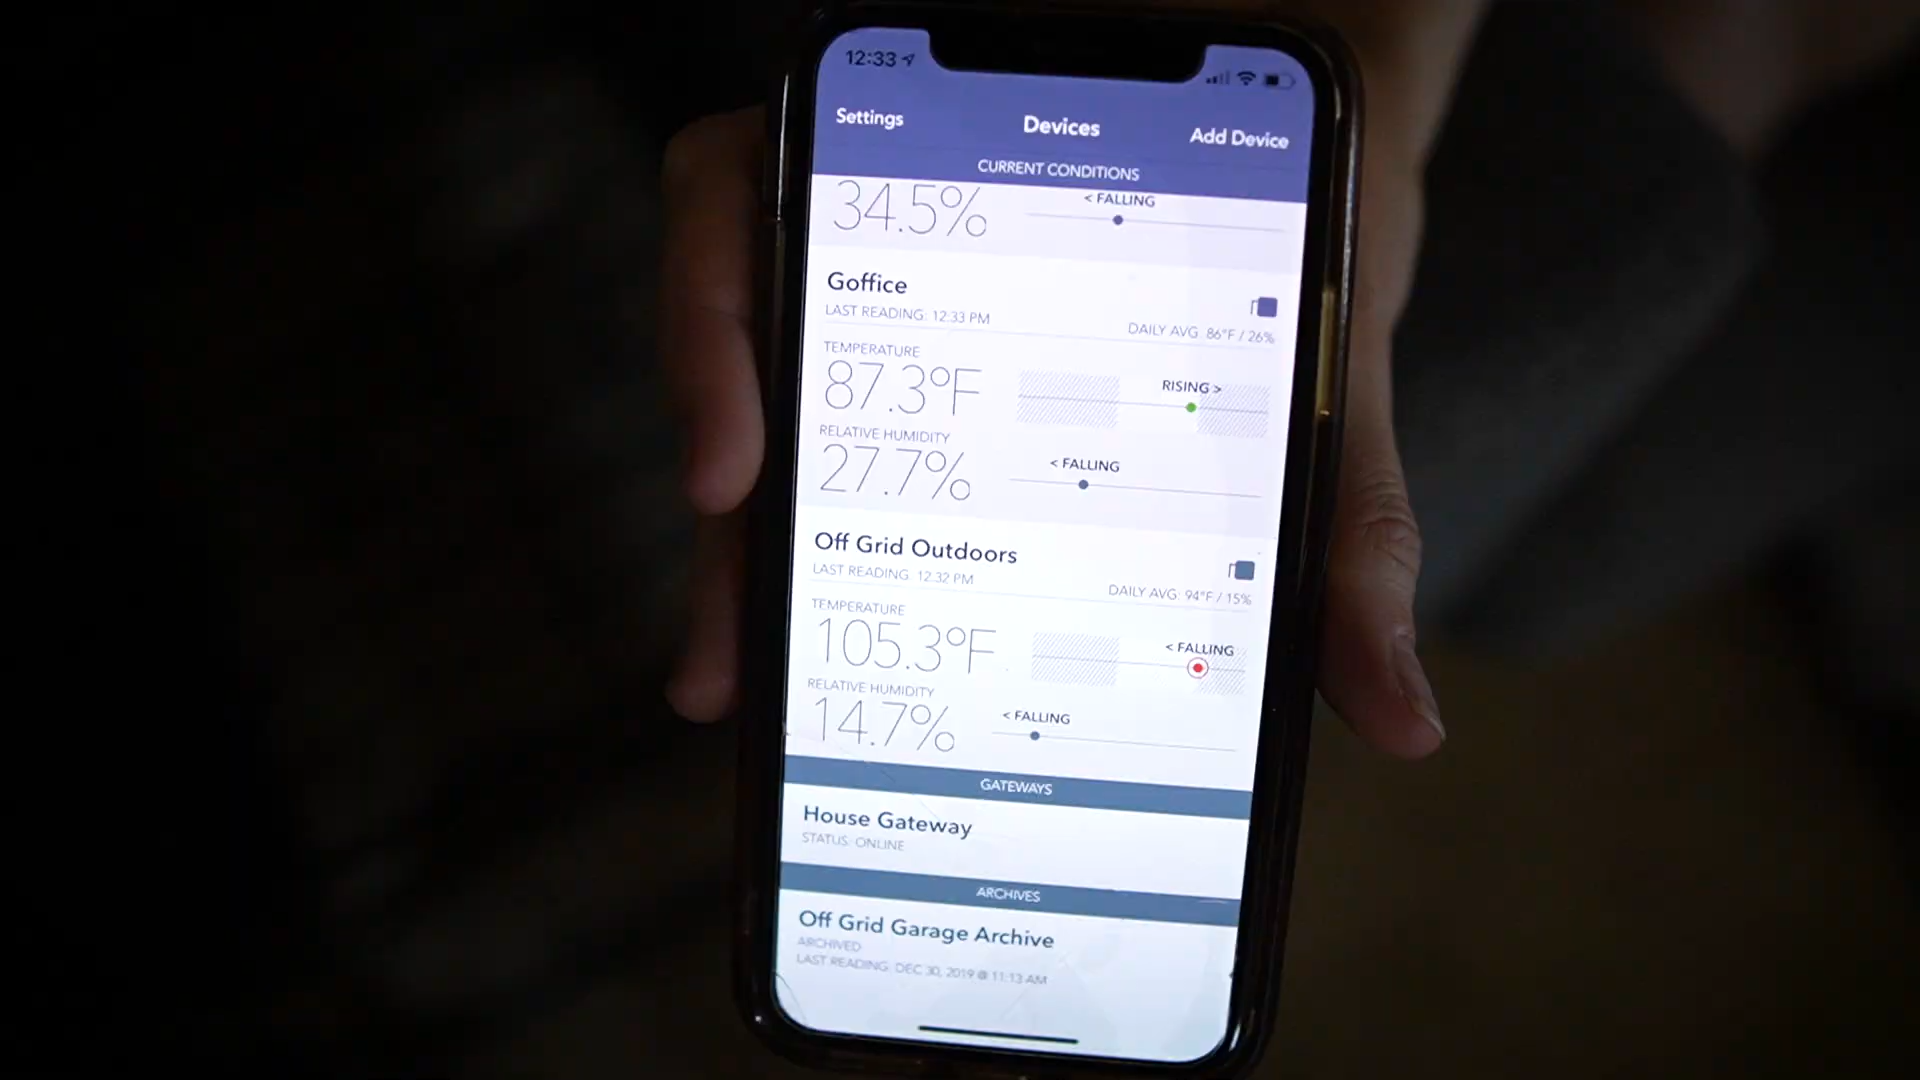 12:33
Settings Devices Add Device
CURRENT CONDITIONS
34.5% < FALLING
Goffice
LAST READING: 12:33 PM DAILY AVG: 86°F / 26%
TEMPERATURE
87.3°F RISING >
RELATIVE HUMIDITY
27.7% < FALLING
Off Grid Outdoors
LAST READING: 12:32 PM DAILY AVG: 94°F / 15%
TEMPERATURE
105.3°F < FALLING
RELATIVE HUMIDITY
14.7% < FALLING
GATEWAYS
House Gateway
STATUS: ONLINE
ARCHIVES
Off Grid Garage Archive
ARCHIVED
LAST READING: DEC 30, 2019 @ 11:13 AM